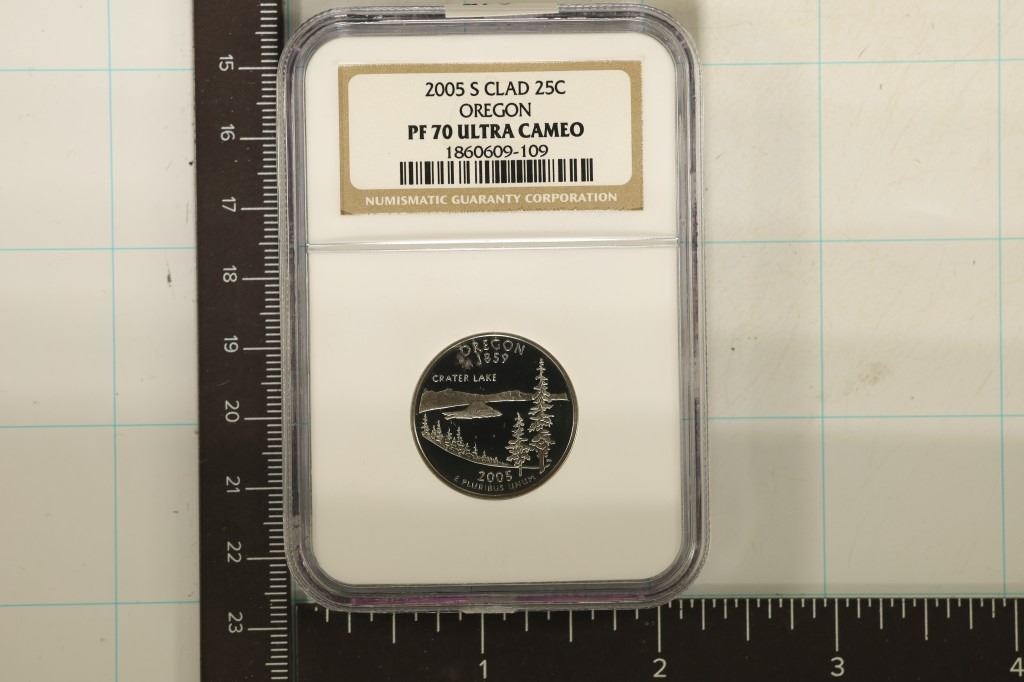 2005 S CLAD 25C
OREGON
PF 70 ULTRA CAMEO
1860609-109
NUMISMATIC GUARANTY CORPORATION
OREGON
1859
CRATER LAKE
2005
E PLURIBUS UNUM
15
16
17
18
19
20
21
22
23
1 2 3 4